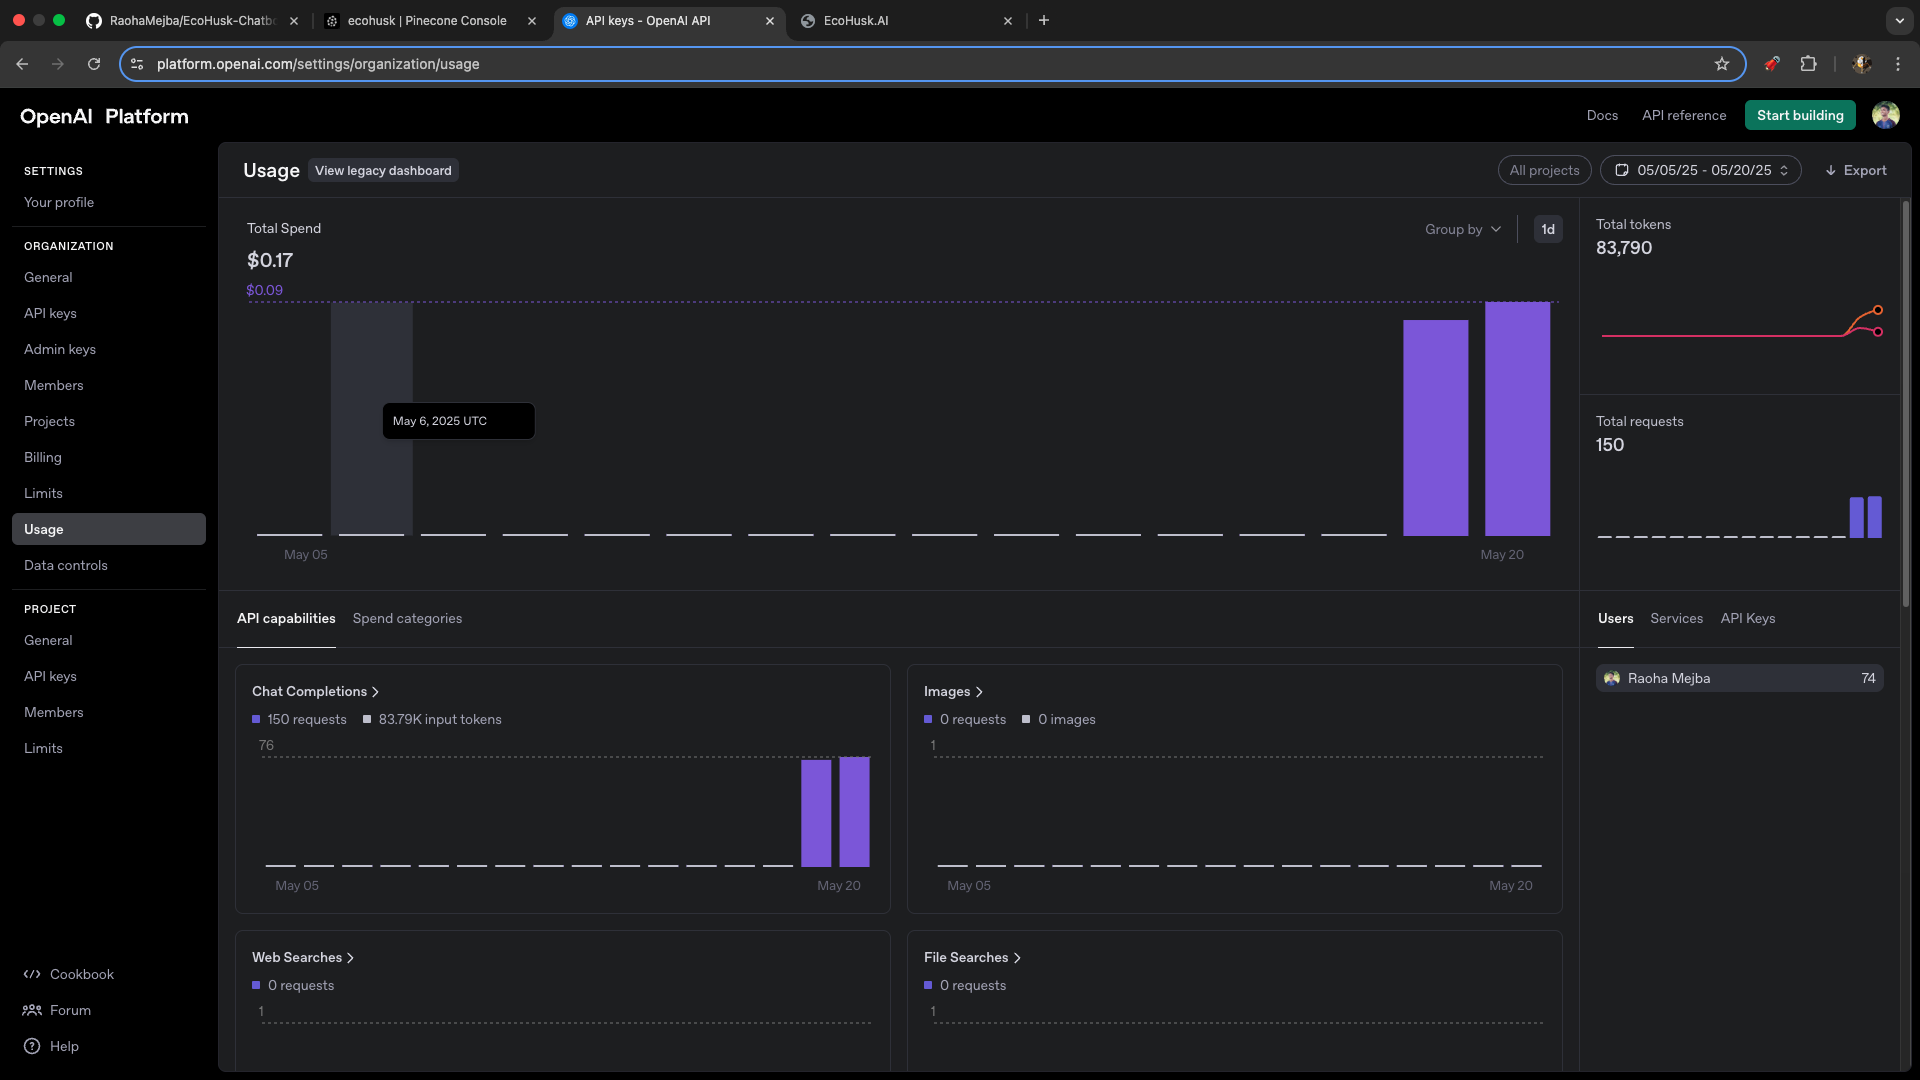 RaohaMejba/EcoHusk-Chatb
ecohusk | Pinecone Console
API keys - OpenAI API
EcoHusk.AI
platform.openai.com/settings/organization/usage
OpenAI Platform
Docs
API reference
Start building
SETTINGS
Your profile
ORGANIZATION
General
API keys
Admin keys
Members
Projects
Billing
Limits
Usage
Data controls
PROJECT
General
API keys
Members
Limits
Cookbook
Forum
Help
Usage
View legacy dashboard
All projects
05/05/25 - 05/20/25
Export
Total Spend
$0.17
$0.09
Group by
1d
May 6, 2025 UTC
May 05
May 20
Total tokens
83,790
Total requests
150
API capabilities
Spend categories
Users
Services
API Keys
Raoha Mejba
74
Chat Completions
150 requests
83.79K input tokens
76
May 05
May 20
Images
0 requests
0 images
1
May 05
May 20
Web Searches
0 requests
1
File Searches
0 requests
1